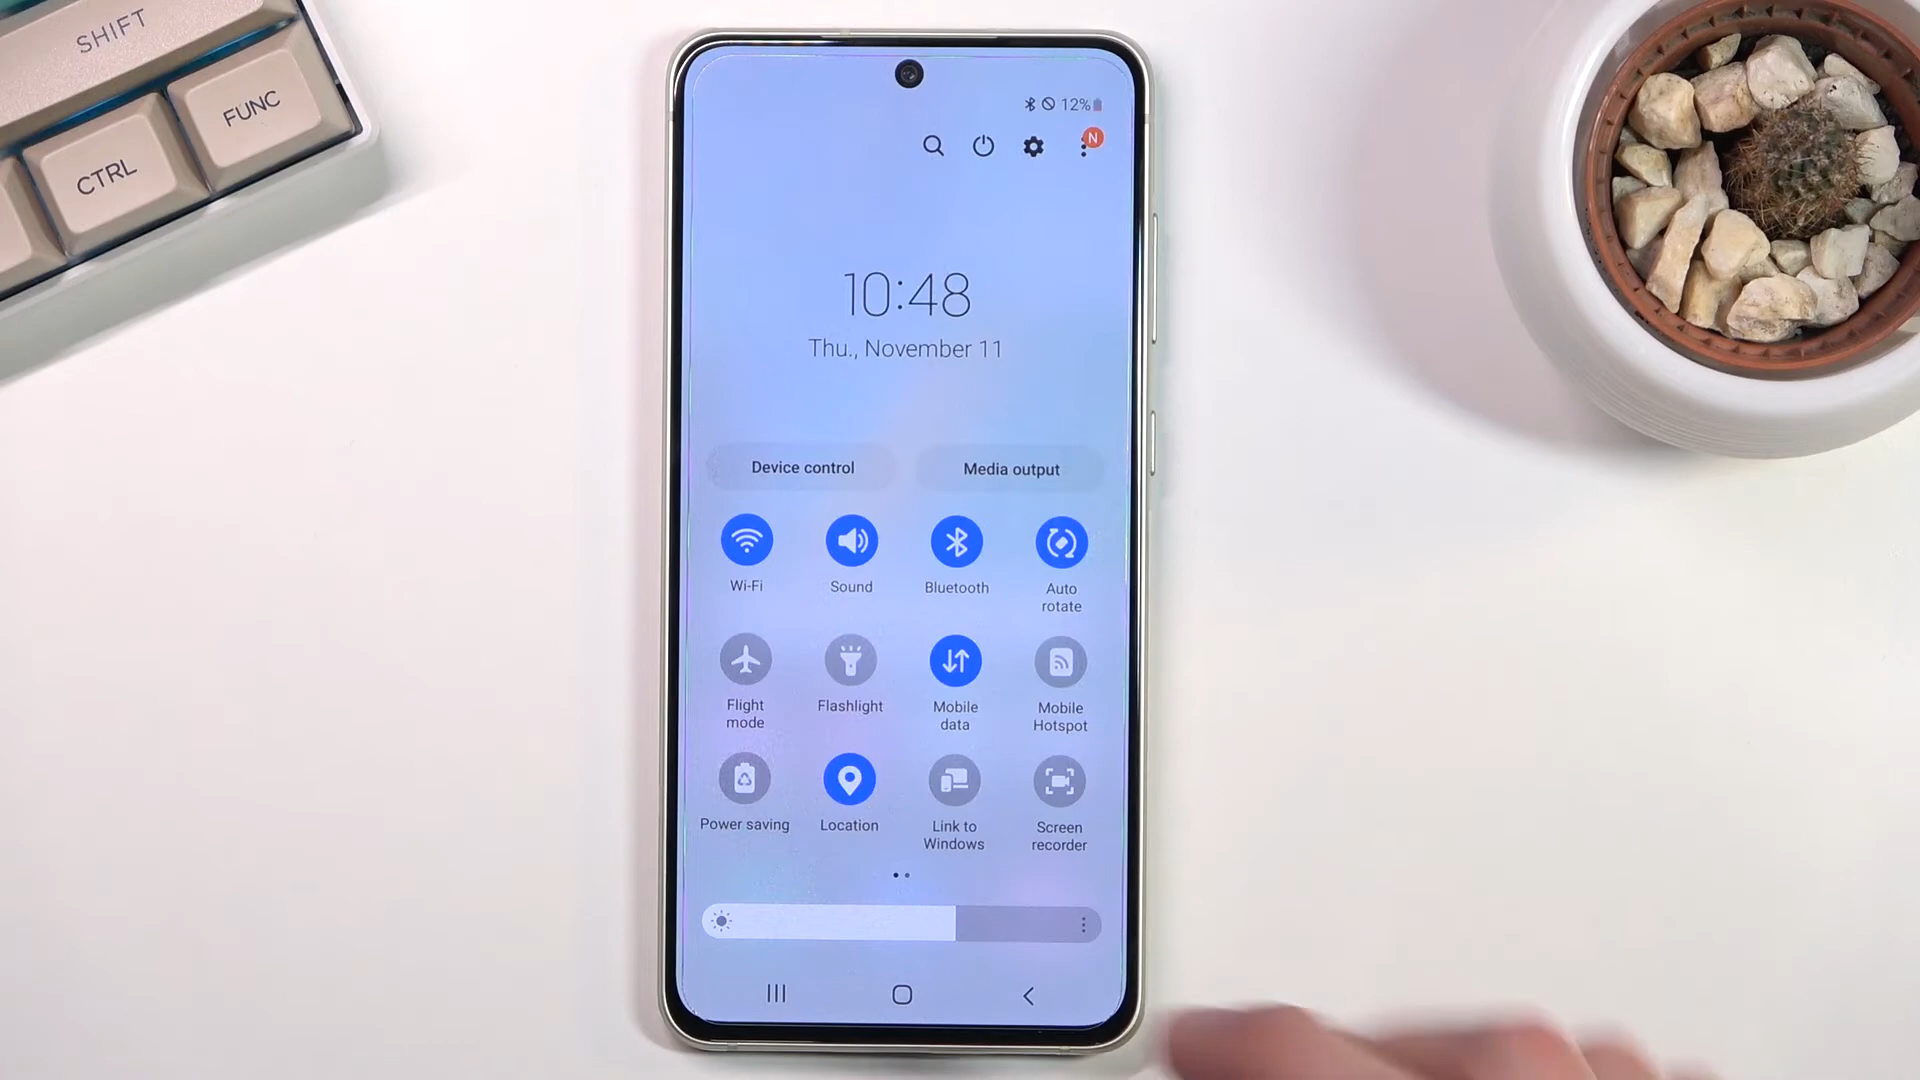 SHIFT
FUNC
CTRL
12%
N
10:48
Thu., November 11
Device control
Media output
Wi-Fi
Sound
Bluetooth
Auto
rotate
Flight
mode
Flashlight
Mobile
data
Mobile
Hotspot
Power saving
Location
Link to
Windows
Screen
recorder